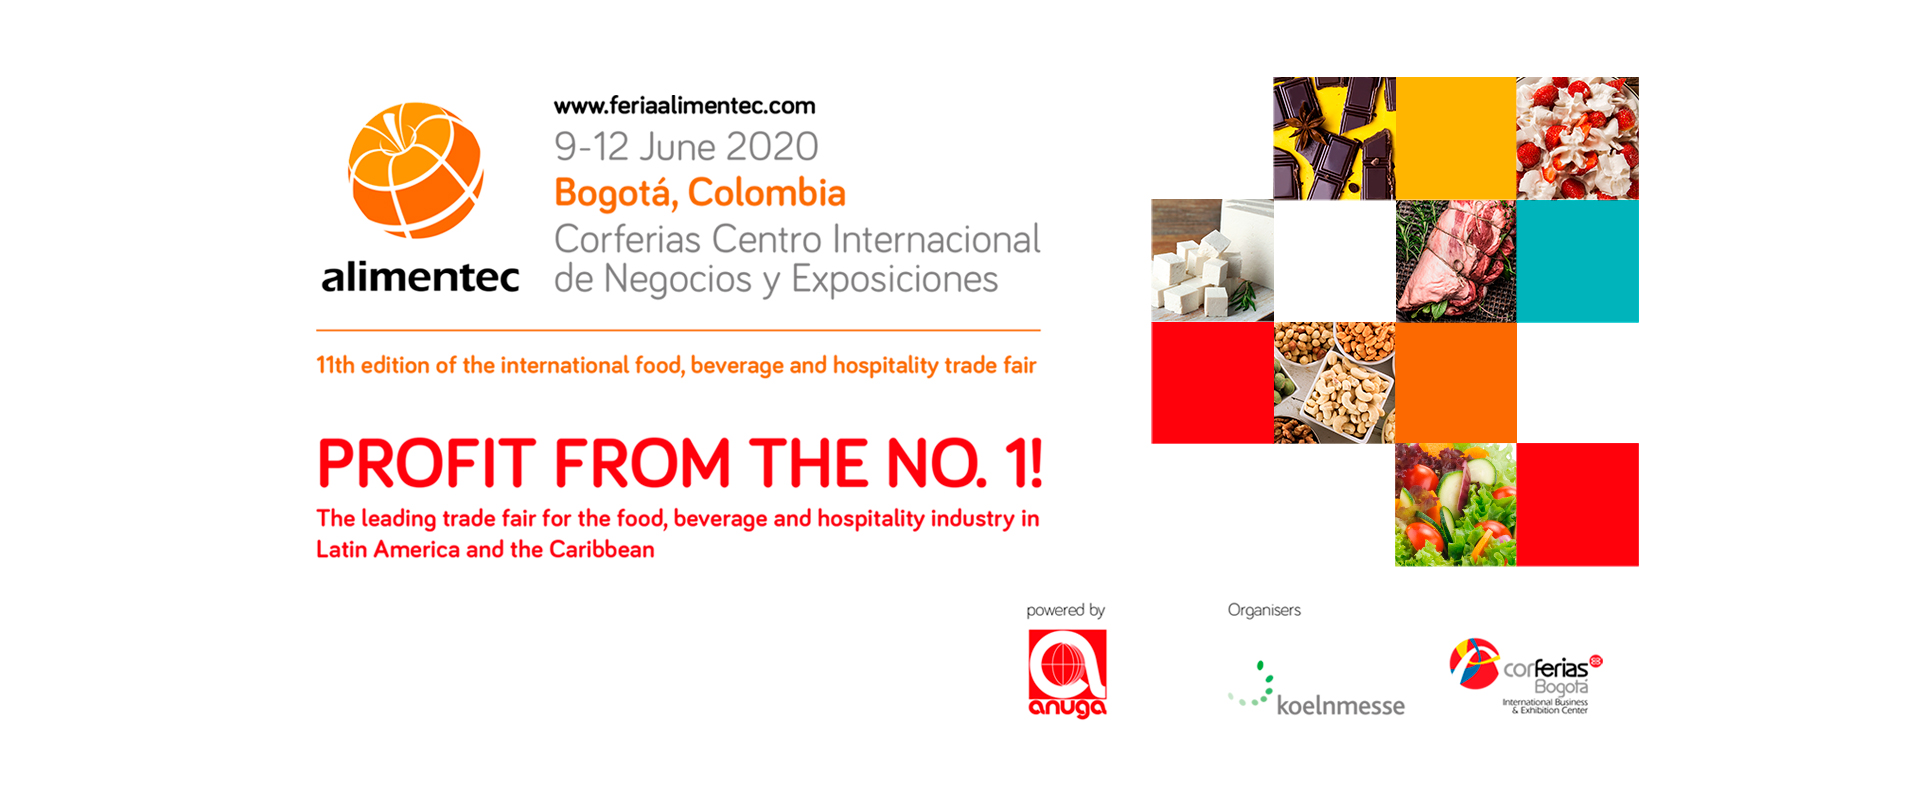 alimentec
www.feriaalimentec.com
9-12 June 2020
Bogotá, Colombia
Corferias Centro Internacional
de Negocios y Exposiciones
11th edition of the international food, beverage and hospitality trade fair
PROFIT FROM THE NO. 1!
The leading trade fair for the food, beverage and hospitality industry in
Latin America and the Caribbean
powered by
anuga
Organisers
koelnmesse
corferias
Bogotá
International Business
& Exhibition Center